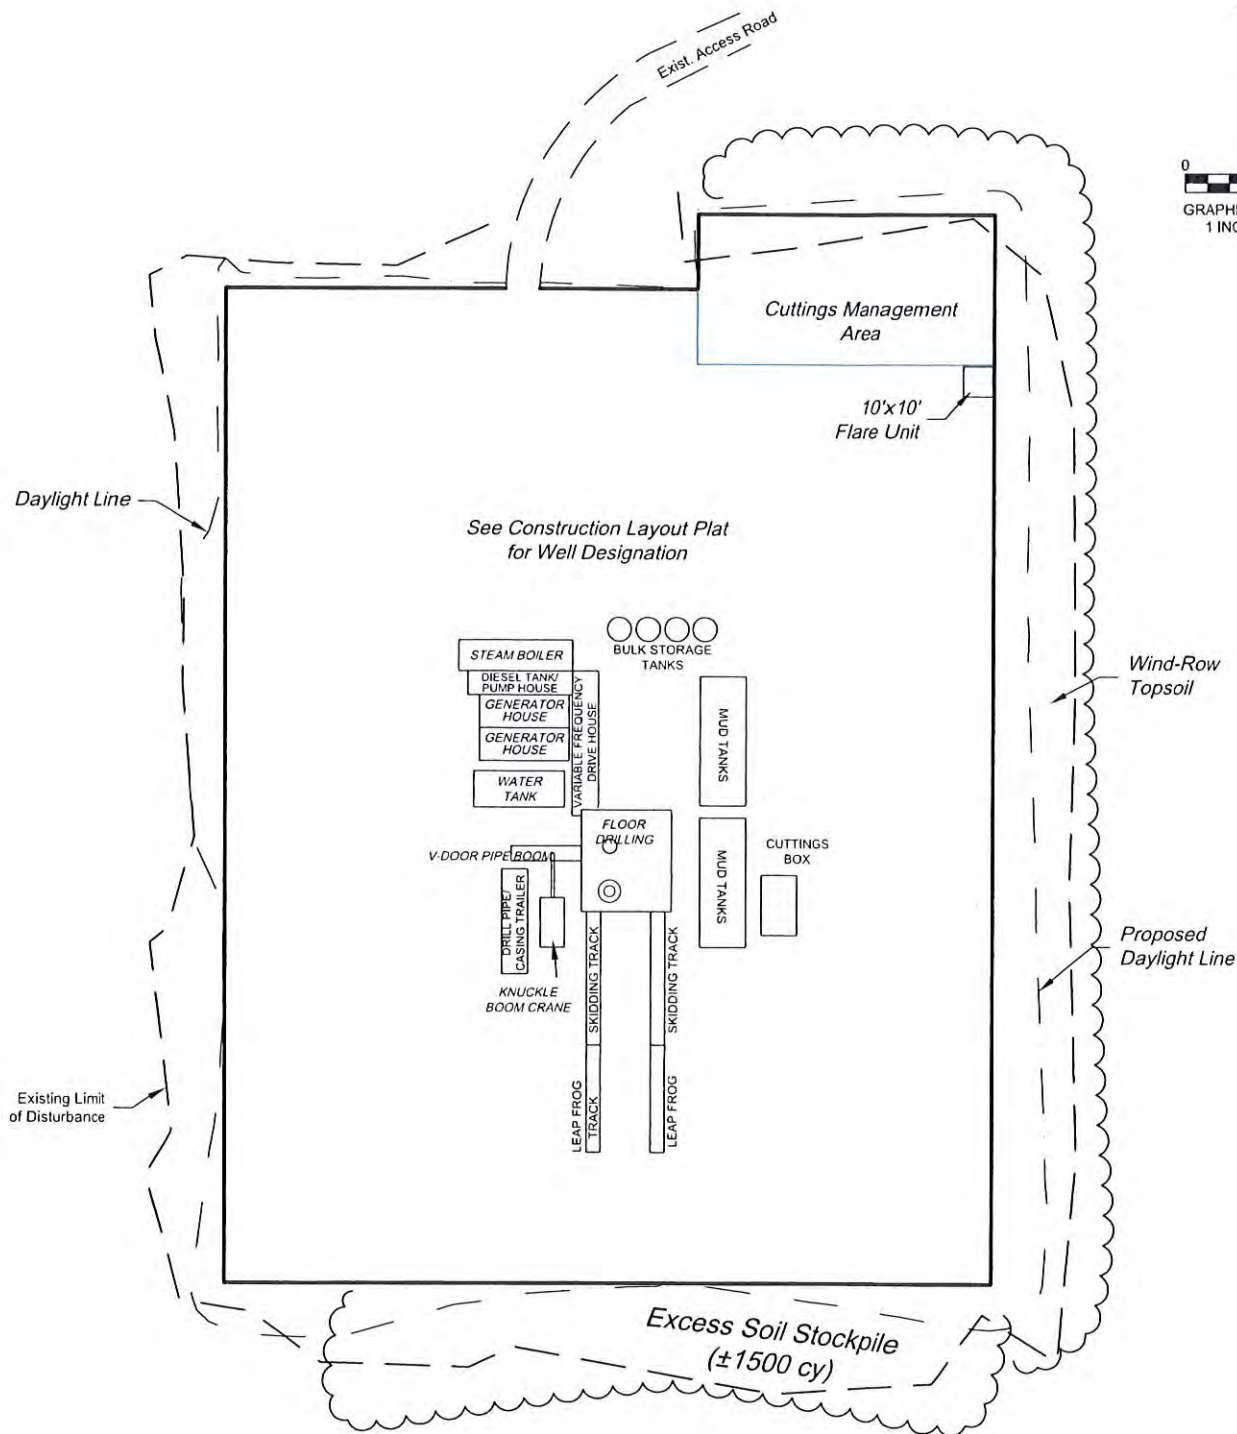 Exist. Access Road
0
GRAPHI
1 INC
Cuttings Management
Area
10'x10'
Flare Unit
Daylight Line
See Construction Layout Plat
for Well Designation
BULK STORAGE
TANKS
STEAM BOILER
DIESEL TANK/
PUMP HOUSE
GENERATOR
HOUSE
GENERATOR
HOUSE
VARIABLE FREQUENCY
DRIVE HOUSE
WATER
TANK
MUD TANKS
Wind-Row
Topsoil
FLOOR
DRILLING
V-DOOR PIPE BOOM
MUD TANKS
CUTTINGS
BOX
DRILL PIPE/
CASING TRAILER
KNUCKLE
BOOM CRANE
SKIDDING TRACK
SKIDDING TRACK
Proposed
Daylight Line
LEAP FROG
TRACK
LEAP FROG
Existing Limit
of Disturbance
Excess Soil Stockpile
(±1500 cy)